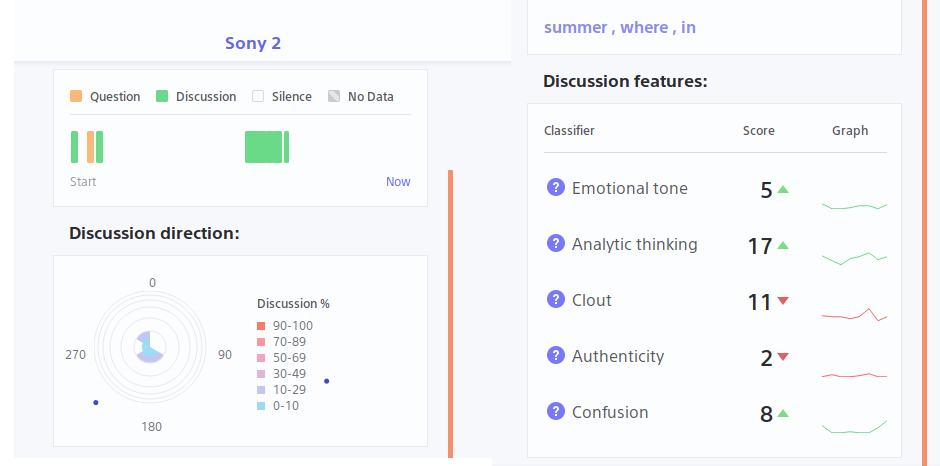 Sony 2
Question Discussion Silence No Data
Start Now
Discussion direction:
0
90
180
270
Discussion %
90-100
70-89
50-69
30-49
10-29
0-10
summer , where , in
Discussion features:
Classifier Score Graph
? Emotional tone 5
? Analytic thinking 17
? Clout 11
? Authenticity 2
? Confusion 8